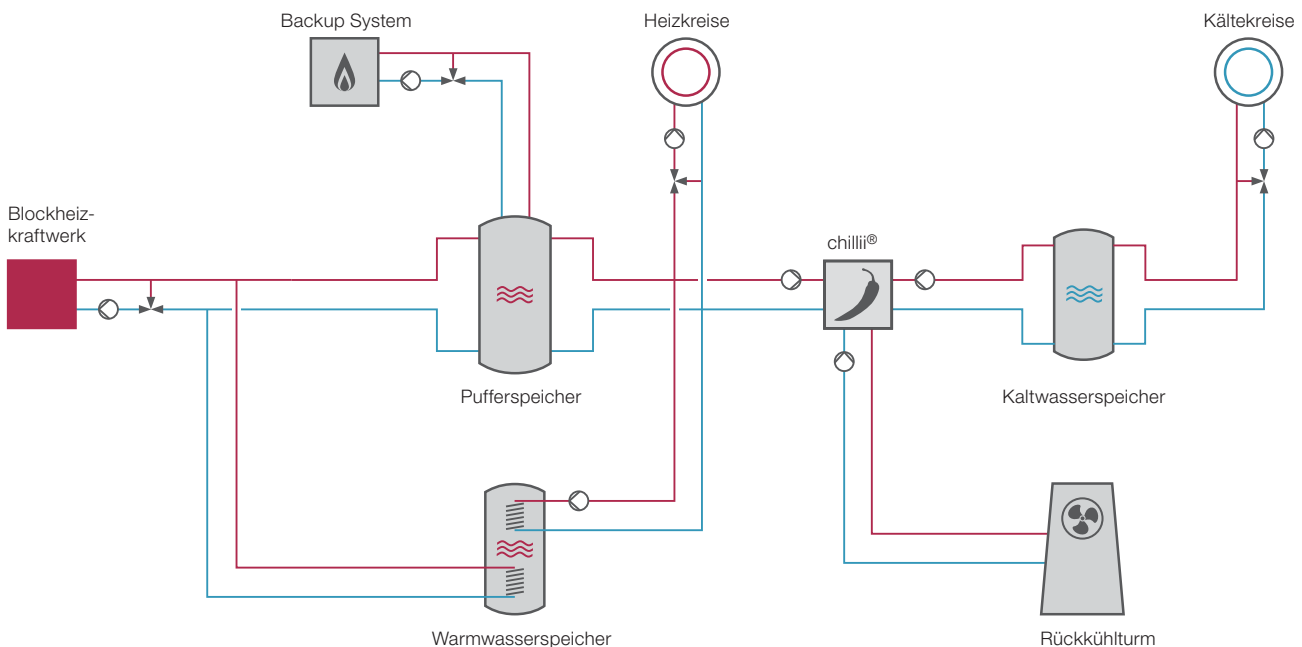 Backup System
Heizkreise
Kältekreise
Blockheiz-
kraftwerk
chillii®
Pufferspeicher
Kaltwasserspeicher
Warmwasserspeicher
Rückkühlturm